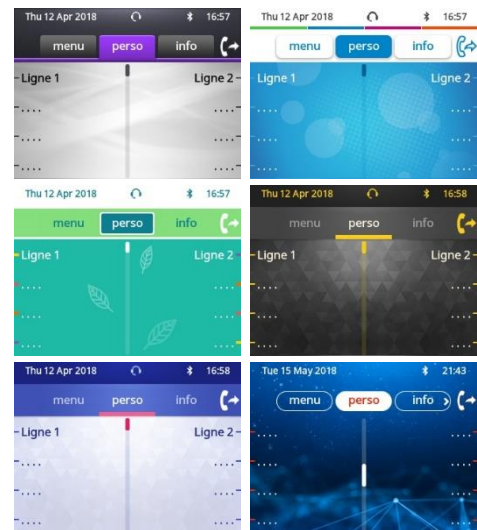 Thu 12 Apr 2018 16:57
menu perso info
Ligne 1 Ligne 2
.... ....
.... ....
.... ....
Thu 12 Apr 2018 16:57
menu perso info
Ligne 1 Ligne 2
.... ....
.... ....
.... ....
Thu 12 Apr 2018 16:57
menu perso info
Ligne 1 Ligne 2
.... ....
.... ....
.... ....
Thu 12 Apr 2018 16:58
menu perso info
Ligne 1 Ligne 2
.... ....
.... ....
.... ....
Thu 12 Apr 2018 16:58
menu perso info
Ligne 1 Ligne 2
.... ....
.... ....
.... ....
Tue 15 May 2018 21:43
menu perso info
.... ....
.... ....
.... ....
.... ....